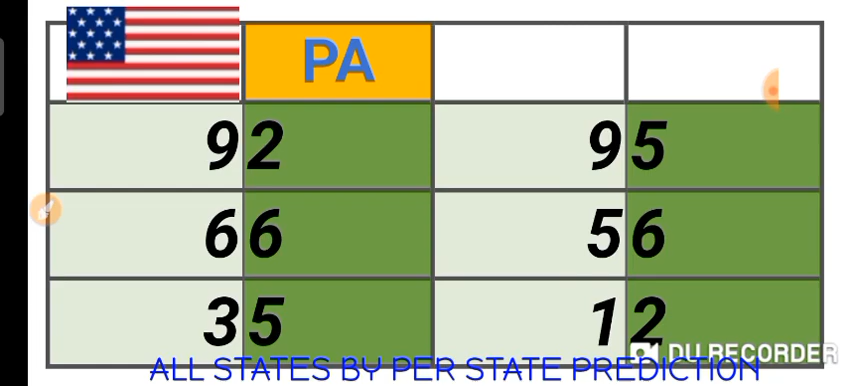 PA
92 95
66 56
35 12
DU RECORDER
ALL STATES BY PER STATE PREDICTION